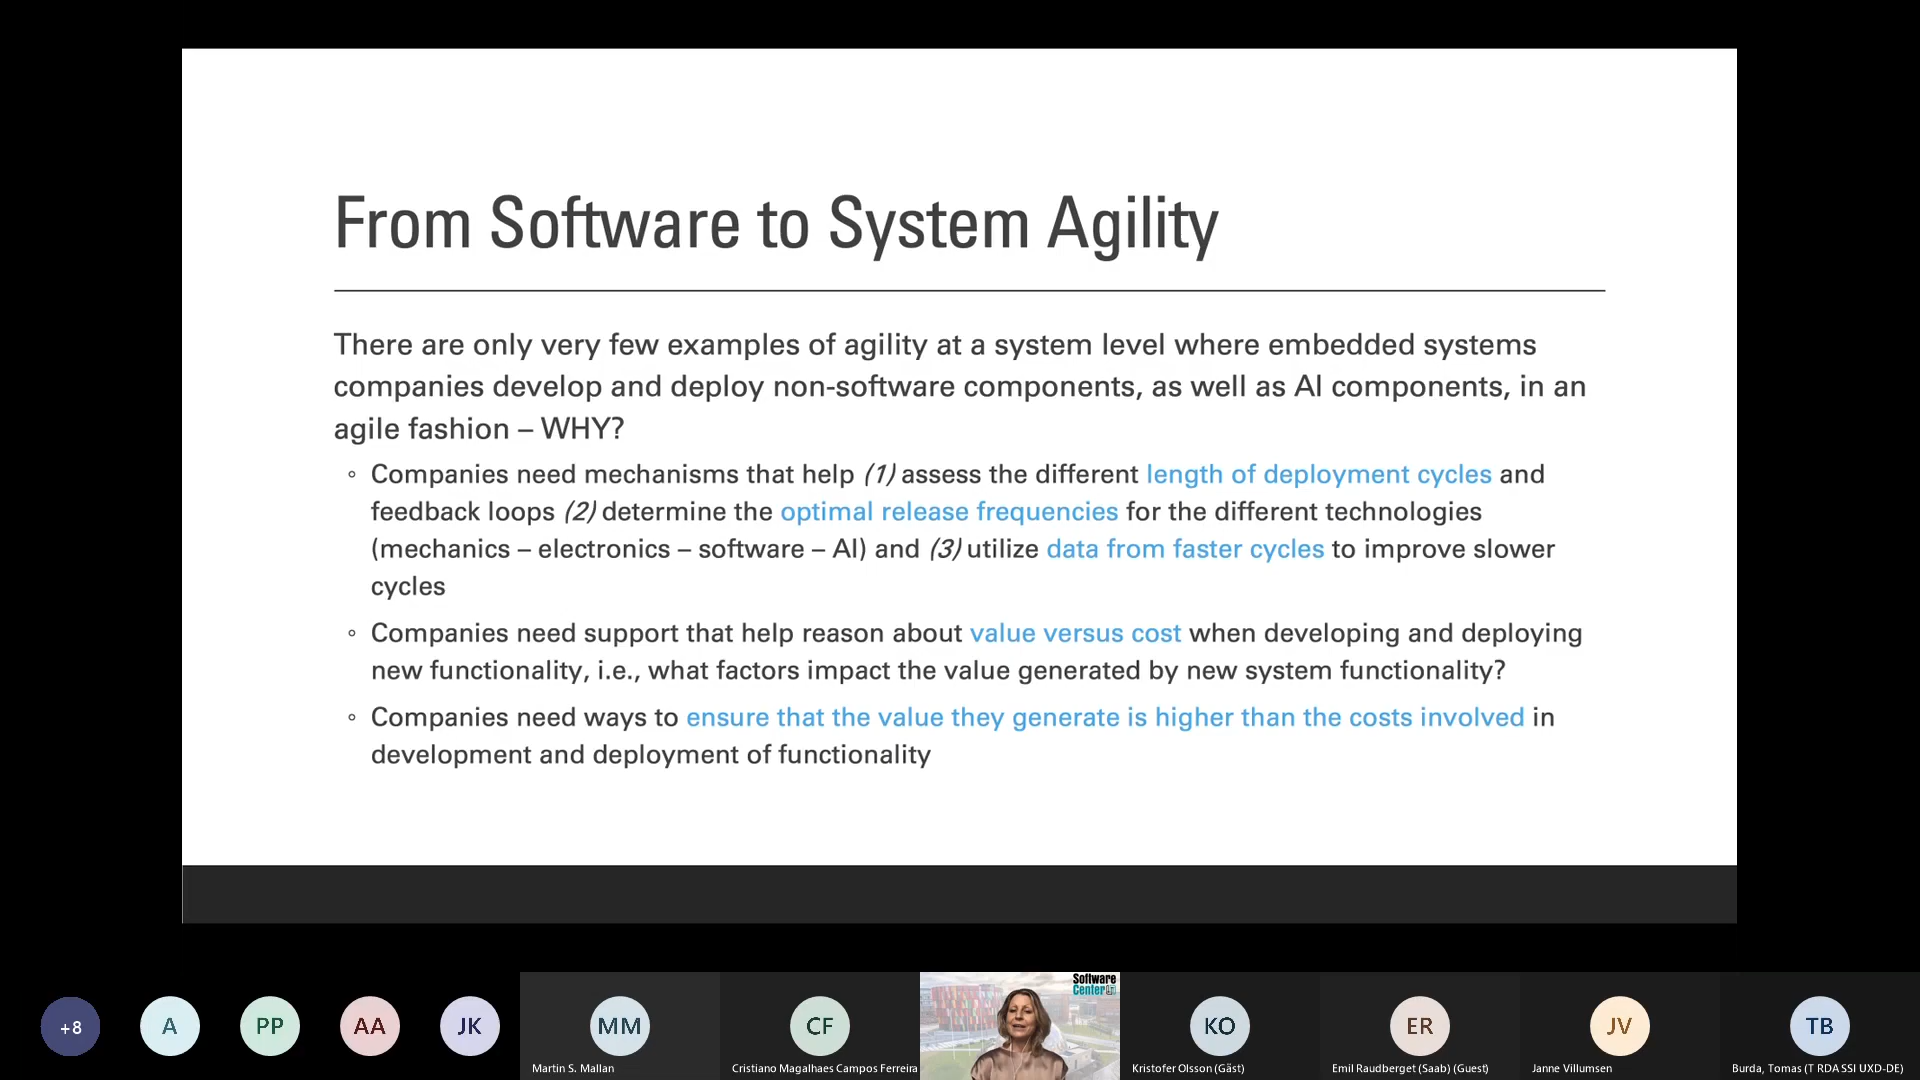 From Software to System Agility
There are only very few examples of agility at a system level where embedded systems
companies develop and deploy non-software components, as well as AI components, in an
agile fashion – WHY?
◦ Companies need mechanisms that help (1) assess the different length of deployment cycles and
feedback loops (2) determine the optimal release frequencies for the different technologies
(mechanics – electronics – software – AI) and (3) utilize data from faster cycles to improve slower
cycles
◦ Companies need support that help reason about value versus cost when developing and deploying
new functionality, i.e., what factors impact the value generated by new system functionality?
◦ Companies need ways to ensure that the value they generate is higher than the costs involved in
development and deployment of functionality
Software
Center
+8
A
PP
AA
JK
MM
CF
KO
ER
JV
TB
Martin S. Mallan
Cristiano Magalhaes Campos Ferreira
Kristofer Olsson (Gäst)
Emil Raudberget (Saab) (Guest)
Janne Villumsen
Burda, Tomas (T RDA SSI UXD-DE)